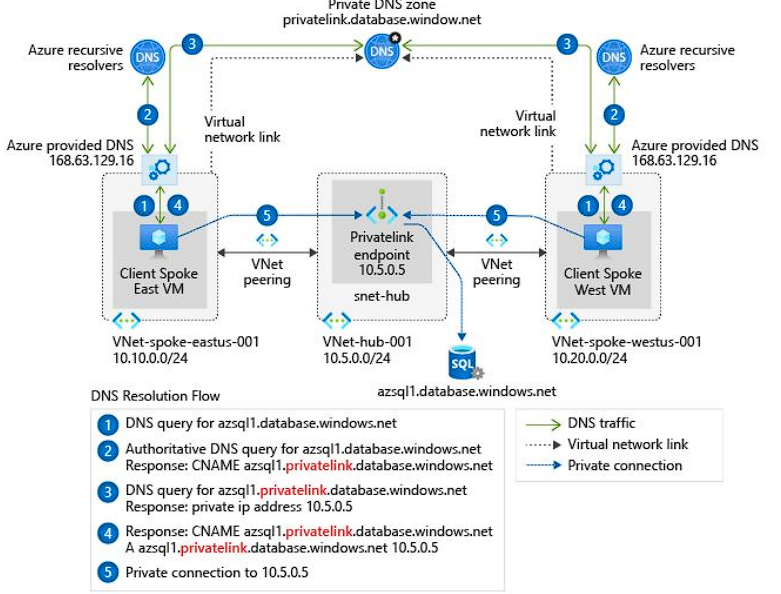 Private DNS zone
privatelink.database.window.net
Azure recursive
resolvers
DNS
3
DNS
3
DNS
Azure recursive
resolvers
2
2
Virtual
network link
Virtual
network link
Azure provided DNS
168.63.129.16
Azure provided DNS
168.63.129.16
1
4
5
5
1
4
Client Spoke
East VM
VNet
peering
Privatelink
endpoint
10.5.0.5
snet-hub
VNet
peering
Client Spoke
West VM
VNet-spoke-eastus-001
10.10.0.0/24
VNet-hub-001
10.5.0.0/24
VNet-spoke-westus-001
10.20.0.0/24
SQL
azsql1.database.windows.net
DNS Resolution Flow
1 DNS query for azsql1.database.windows.net
2 Authoritative DNS query for azsql1.database.windows.net
Response: CNAME azsql1.privatelink.database.windows.net
3 DNS query for azsql1.privatelink.database.windows.net
Response: private ip address 10.5.0.5
4 Response: CNAME azsql1.privatelink.database.windows.net
A azsql1.privatelink.database.windows.net 10.5.0.5
5 Private connection to 10.5.0.5
DNS traffic
Virtual network link
Private connection